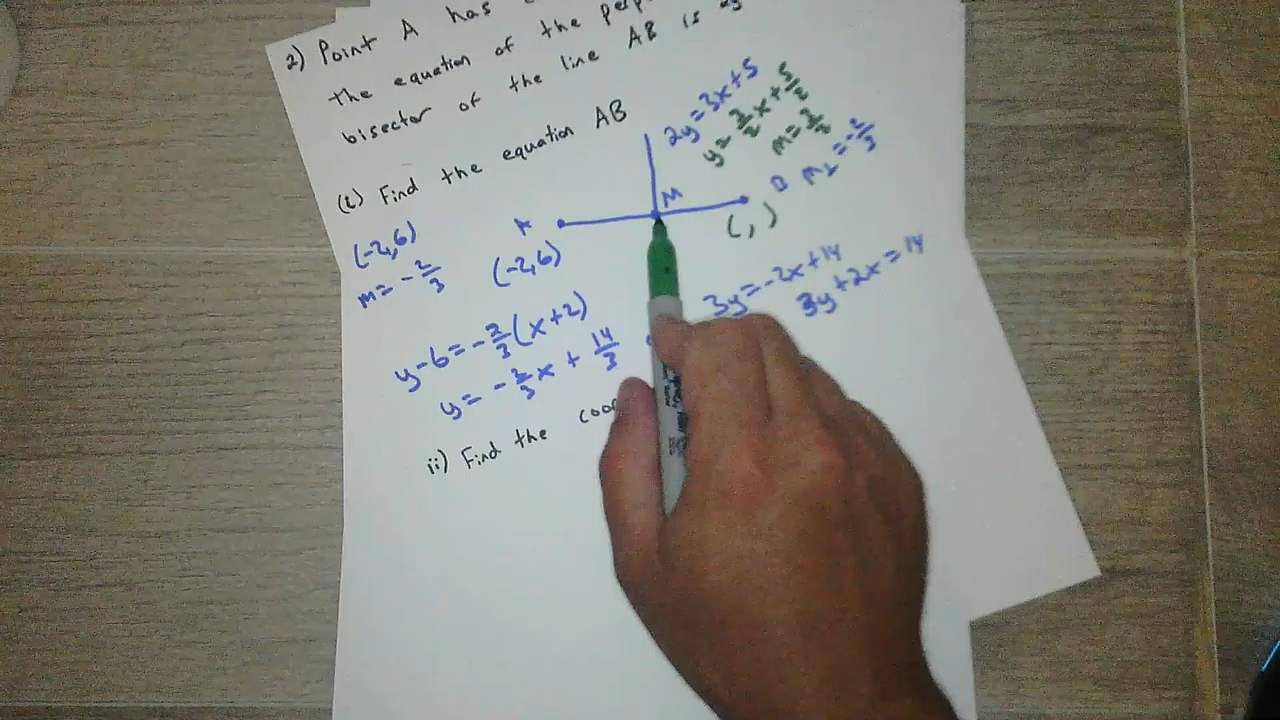 2) Point A has
the equation of the perp
bisector of the line AB is 2y
(i) Find the equation AB
2y = 3x + 5
y = 3/2 x + 5/2
m = 3/2
B m⊥ = -2/3
M
A
( , )
(-2,6)
m = -2/3
(-2,6)
y-6 = -2/3(x+2)
y = -2/3 x + 14/3
3y = -2x + 14
3y + 2x = 14
ii) Find the coor